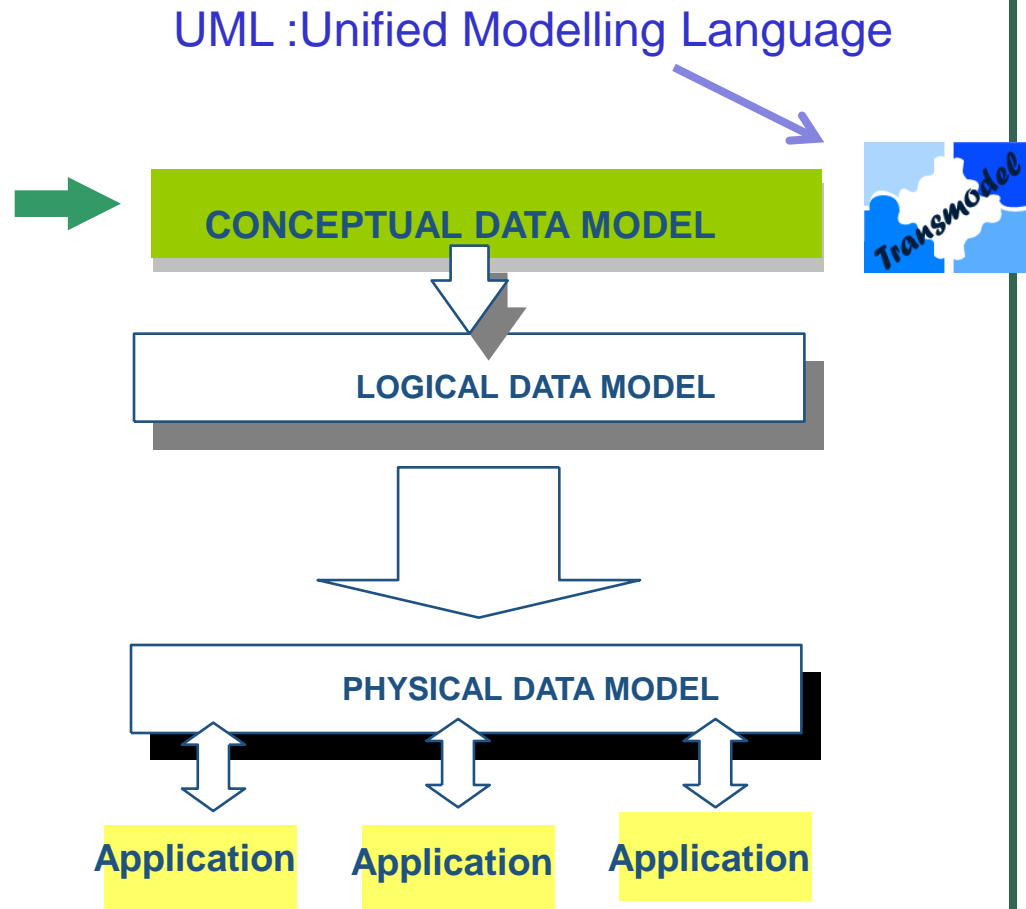 UML :Unified Modelling Language
Transmodel
CONCEPTUAL DATA MODEL
LOGICAL DATA MODEL
PHYSICAL DATA MODEL
Application
Application
Application